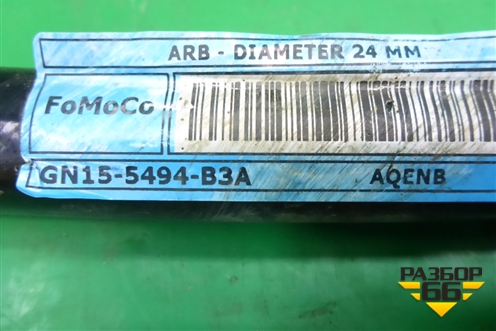 ARB - DIAMETER 24 MM
FoMoCo
GN15-5494-B3A AQENB
РАЗБОР
66